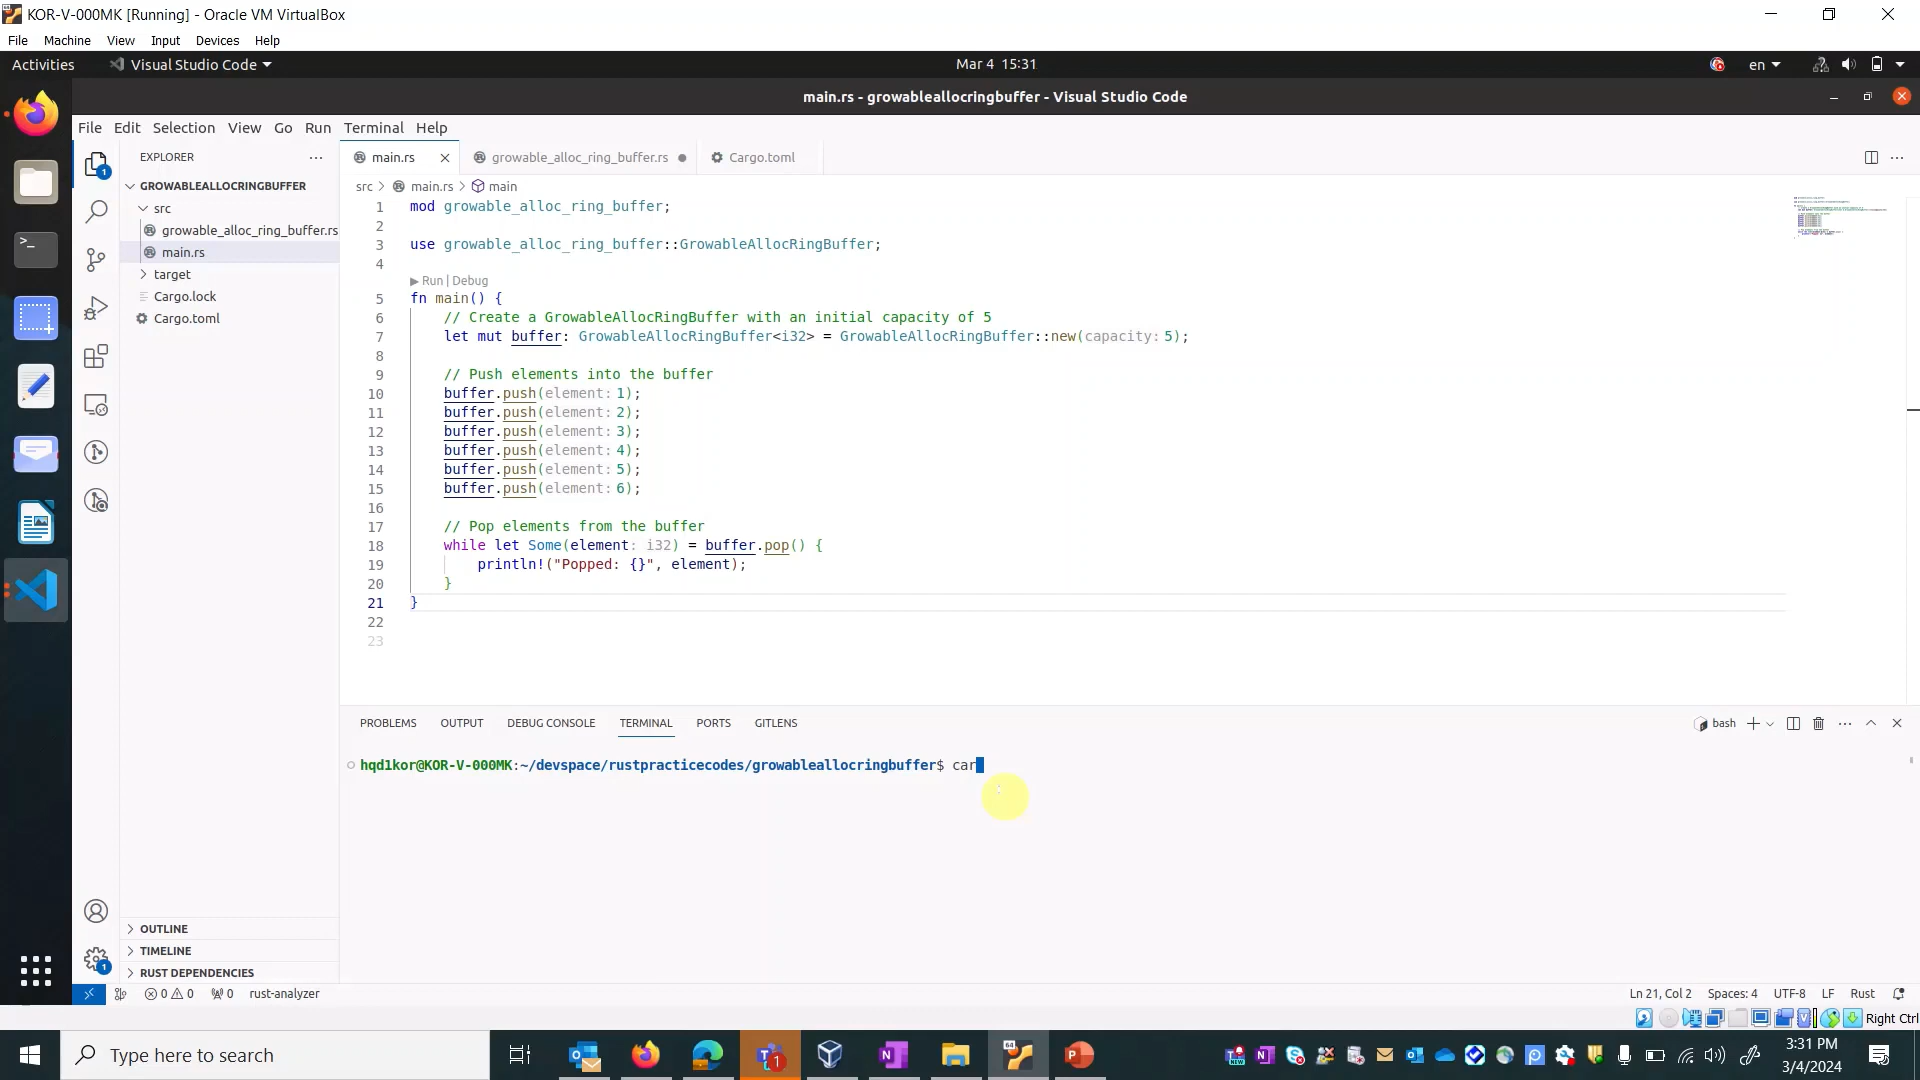 KOR-V-000MK [Running] - Oracle VM VirtualBox
File Machine View Input Devices Help
Activities Visual Studio Code Mar 4 15:31 en
main.rs - growableallocringbuffer - Visual Studio Code
File Edit Selection View Go Run Terminal Help
EXPLORER ··· main.rs growable_alloc_ring_buffer.rs Cargo.toml
GROWABLEALLOCRINGBUFFER
src
growable_alloc_ring_buffer.rs
main.rs
target
Cargo.lock
Cargo.toml
OUTLINE
TIMELINE
RUST DEPENDENCIES
1
1
src > main.rs > main
1 mod growable_alloc_ring_buffer;
2
3 use growable_alloc_ring_buffer::GrowableAllocRingBuffer;
4
Run | Debug
5 fn main() {
6 // Create a GrowableAllocRingBuffer with an initial capacity of 5
7 let mut buffer: GrowableAllocRingBuffer<i32> = GrowableAllocRingBuffer::new(capacity: 5);
8
9 // Push elements into the buffer
10 buffer.push(element: 1);
11 buffer.push(element: 2);
12 buffer.push(element: 3);
13 buffer.push(element: 4);
14 buffer.push(element: 5);
15 buffer.push(element: 6);
16
17 // Pop elements from the buffer
18 while let Some(element: i32) = buffer.pop() {
19 println!("Popped: {}", element);
20 }
21 }
22
23
PROBLEMS OUTPUT DEBUG CONSOLE TERMINAL PORTS GITLENS bash
hqd1kor@KOR-V-000MK:~/devspace/rustpracticecodes/growableallocringbuffer$ car
0 0 0 rust-analyzer Ln 21, Col 2 Spaces: 4 UTF-8 LF Rust
Right Ctrl
Type here to search
1
3:31 PM
3/4/2024